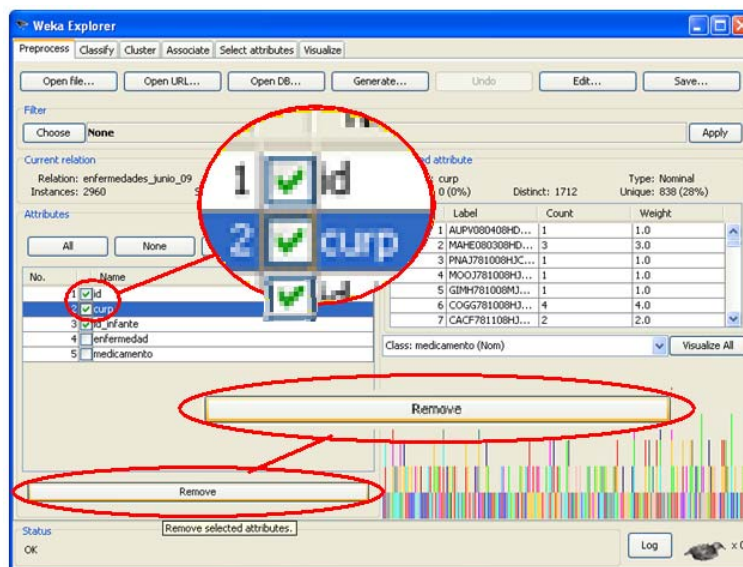 Weka Explorer
Preprocess Classify Cluster Associate Select attributes Visualize
Open file... Open URL... Open DB... Generate... Undo Edit... Save...
Filter
Choose None Apply
Current relation
Relation: enfermedades_junio_09
Instances: 2960
attribute
curp Type: Nominal
0 (0%) Distinct: 1712 Unique: 838 (28%)
Attributes
All None
No. Name
1 id
2 curp
3 id_infante
4 enfermedad
5 medicamento
1 id
2 curp
id
Label Count Weight
1 AUPV080408HD... 1 1.0
2 MAHE080308HD... 3 3.0
3 PNAJ781008HJC... 1 1.0
4 MOOJ781008HJ... 1 1.0
5 GIMH781008MJ... 1 1.0
6 COGG781008HJ... 4 4.0
7 CACF781108HJ... 2 2.0
Class: medicamento (Nom) Visualize All
Remove
Remove
Remove selected attributes.
Status
OK
Log x 0